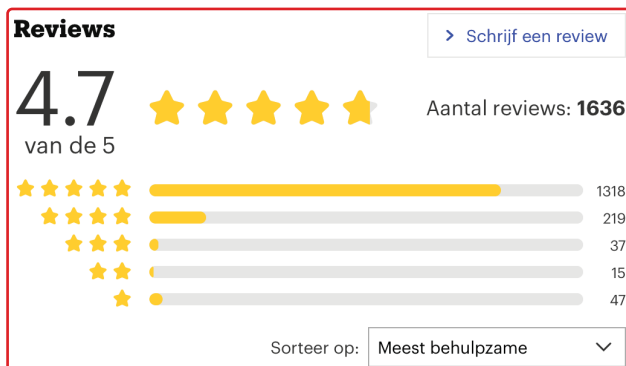 Reviews
> Schrijf een review
4.7
van de 5
Aantal reviews: 1636
1318
219
37
15
47
Sorteer op: Meest behulpzame